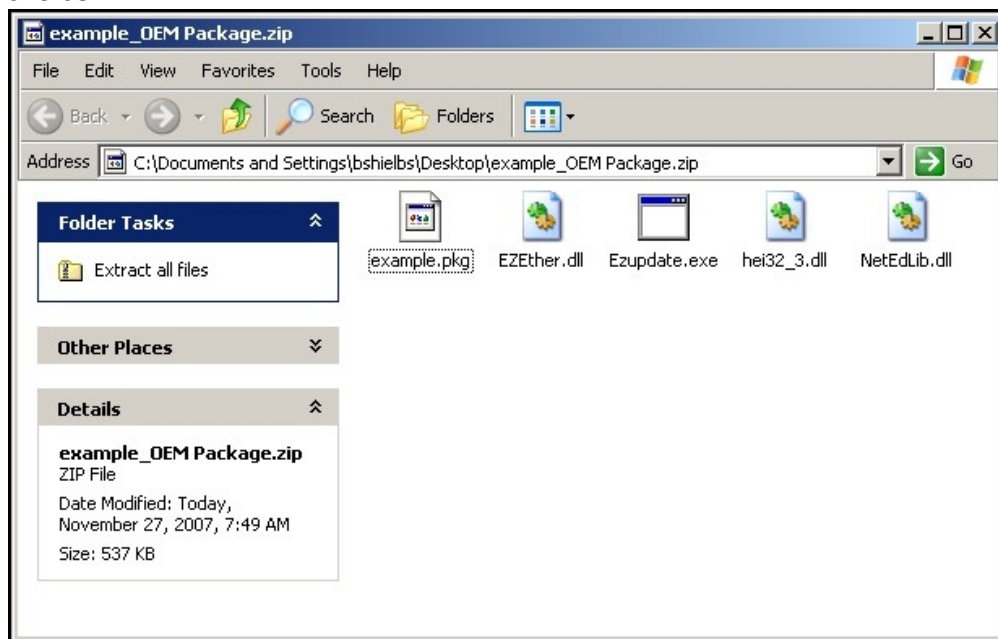 example_OEM Package.zip
File Edit View Favorites Tools Help
Back Search Folders
Address C:\Documents and Settings\bshielbs\Desktop\example_OEM Package.zip Go
Folder Tasks
Extract all files
example.pkg EZEther.dll Ezupdate.exe hei32_3.dll NetEdLib.dll
Other Places
Details
example_OEM Package.zip
ZIP File
Date Modified: Today,
November 27, 2007, 7:49 AM
Size: 537 KB